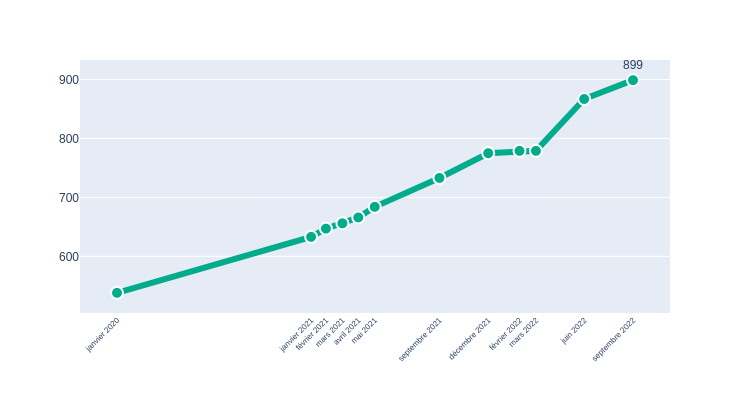 899
900
800
700
600
janvier 2020
janvier 2021
février 2021
mars 2021
avril 2021
mai 2021
septembre 2021
décembre 2021
février 2022
mars 2022
juin 2022
septembre 2022